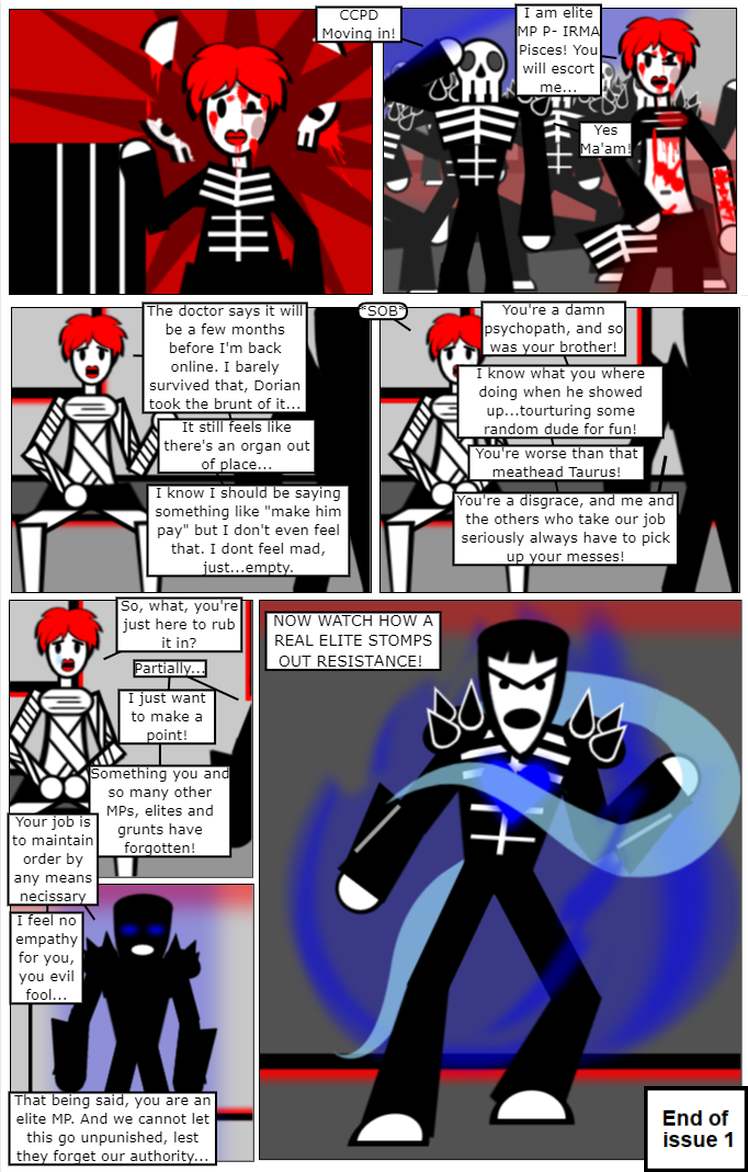 CCPD
Moving in!
I am elite
MP P- IRMA
Pisces! You
will escort
me...
Yes
Ma'am!
The doctor says it will
be a few months
before I'm back
online. I barely
survived that, Dorian
took the brunt of it...
It still feels like
there's an organ out
of place...
I know I should be saying
something like "make him
pay" but I don't even feel
that. I dont feel mad,
just...empty.
*SOB*
You're a damn
psychopath, and so
was your brother!
I know what you where
doing when he showed
up...tourturing some
random dude for fun!
You're worse than that
meathead Taurus!
You're a disgrace, and me and
the others who take our job
seriously always have to pick
up your messes!
So, what, you're
just here to rub
it in?
Partially...
I just want
to make a
point!
Something you and
so many other
MPs, elites and
grunts have
forgotten!
Your job is
to maintain
order by
any means
necissary
I feel no
empathy
for you,
you evil
fool...
That being said, you are an
elite MP. And we cannot let
this go unpunished, lest
they forget our authority...
NOW WATCH HOW A
REAL ELITE STOMPS
OUT RESISTANCE!
End of
issue 1